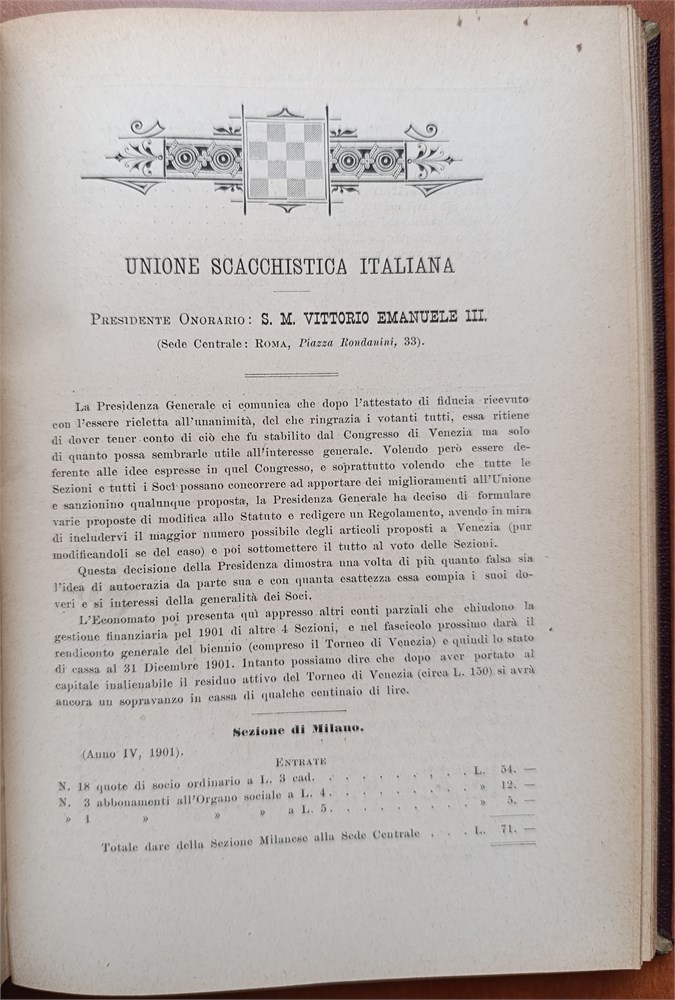 UNIONE SCACCHISTICA ITALIANA
PRESIDENTE ONORARIO: S. M. VITTORIO EMANUELE III.
(Sede Centrale: ROMA, Piazza Rondanini, 33).
La Presidenza Generale ci comunica che dopo l'attestato di fiducia ricevuto
con l'essere rieletta all'unanimità, del che ringrazia i votanti tutti, essa ritiene
di dover tener conto di ciò che fu stabilito dal Congresso di Venezia ma solo
di quanto possa sembrarle utile all'interesse generale. Volendo però essere de-
ferente alle idee espresse in quel Congresso, e soprattutto volendo che tutte le
Sezioni e tutti i Soci possano concorrere ad apportare dei miglioramenti all'Unione
e sanzionino qualunque proposta, la Presidenza Generale ha deciso di formulare
varie proposte di modifica allo Statuto e redigere un Regolamento, avendo in mira
di includervi il maggior numero possibile degli articoli proposti a Venezia (pur
modificandoli se del caso) e poi sottomettere il tutto al voto delle Sezioni.
Questa decisione della Presidenza dimostra una volta di più quanto falsa sia
l'idea di autocrazia da parte sua e con quanta esattezza essa compia i suoi do-
veri e si interessi della generalità dei Soci.
L'Economato poi presenta quì appresso altri conti parziali che chiudono la
gestione finanziaria pel 1901 di altre 4 Sezioni, e nel fascicolo prossimo darà il
rendiconto generale del biennio (compreso il Torneo di Venezia) e quindi lo stato
di cassa al 31 Dicembre 1901. Intanto possiamo dire che dopo aver portato al
capitale inalienabile il residuo attivo del Torneo di Venezia (circa L. 150) si avrà
ancora un sopravanzo in cassa di qualche centinaio di lire.
Sezione di Milano.
(Anno IV, 1901).
ENTRATE
N. 18 quote di socio ordinario a L. 3 cad. . . . . . . . . . L. 54. —
N. 3 abbonamenti all'Organo sociale a L. 4 . . . . . . . . . » 12. —
» 1 » » » a L. 5 . . . . . . . . . » 5. —
Totale dare della Sezione Milanese alla Sede Centrale . . . L. 71. —